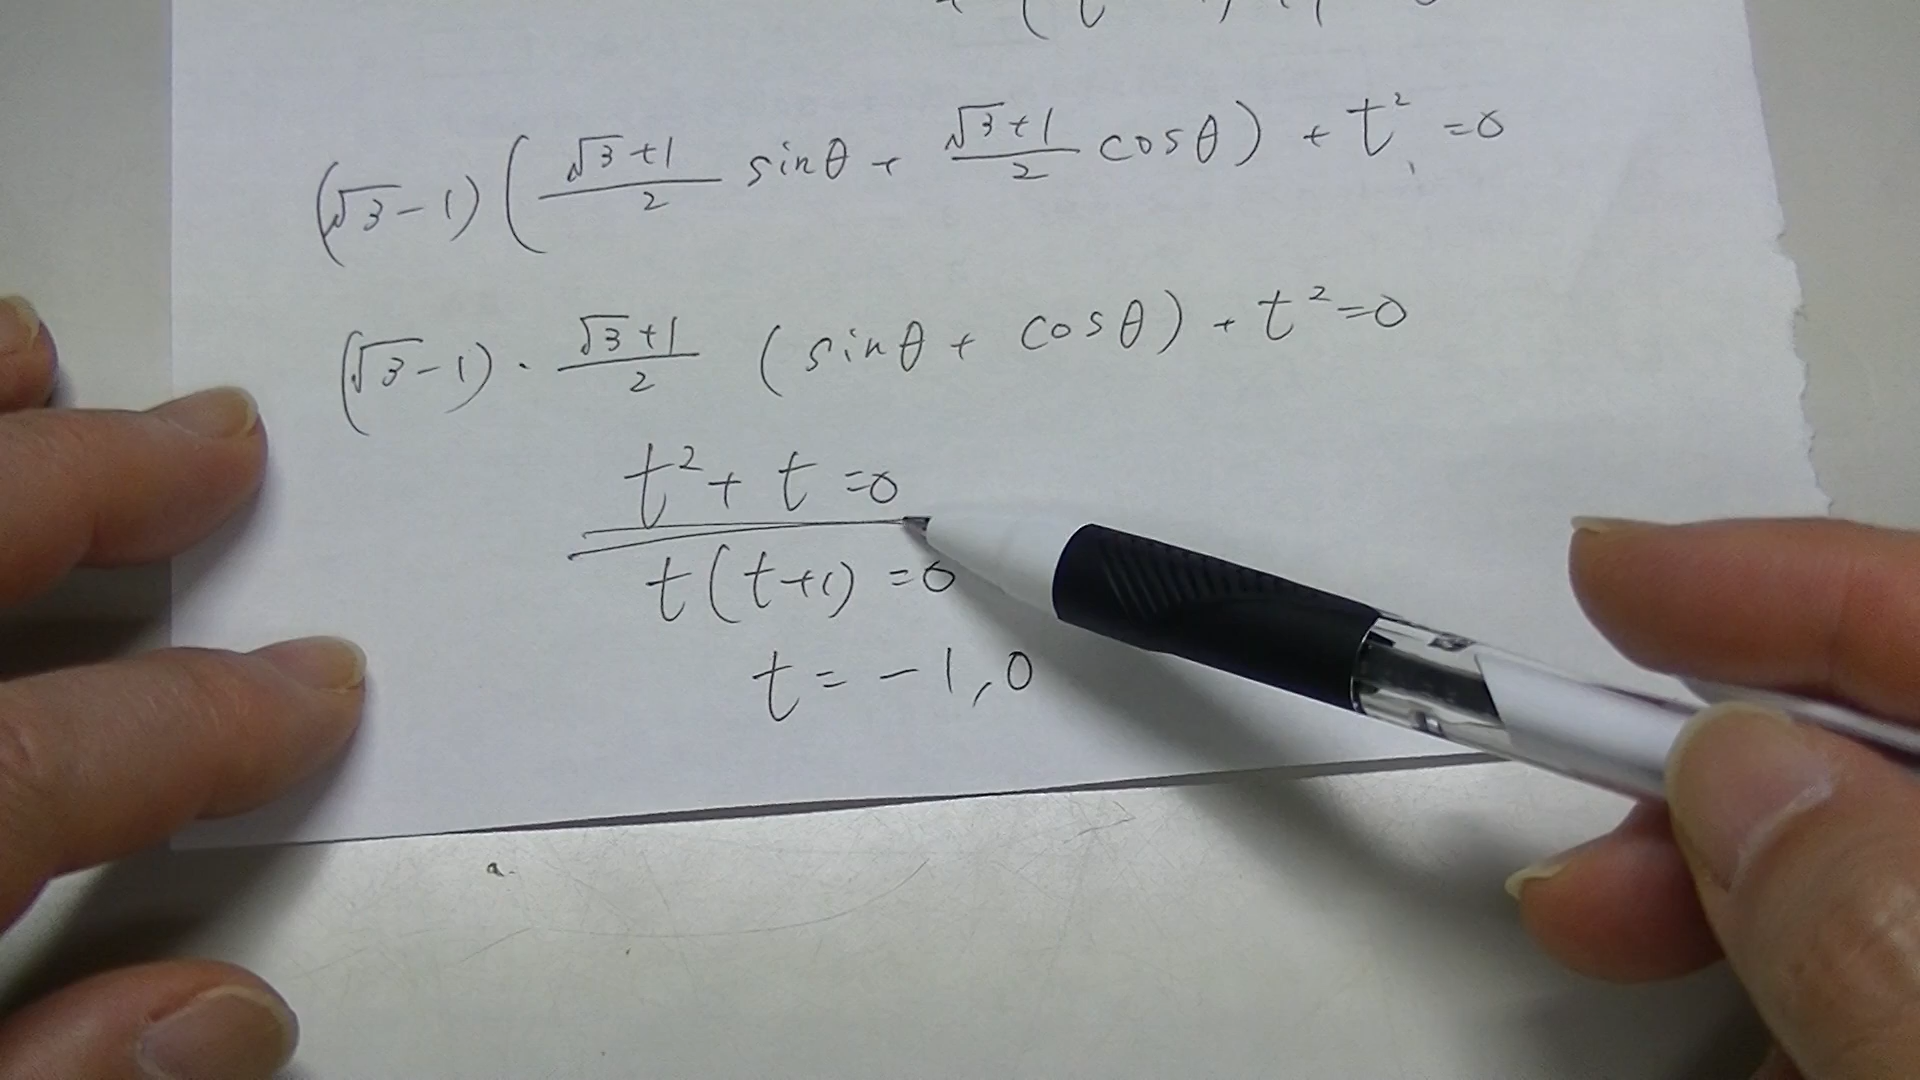 (√3-1)(√3+1/2 sinθ + √3+1/2 cosθ) + t² = 0
(√3-1)・√3+1/2 (sinθ + cosθ) + t² = 0
t² + t = 0
t(t+1) = 0
t = -1, 0